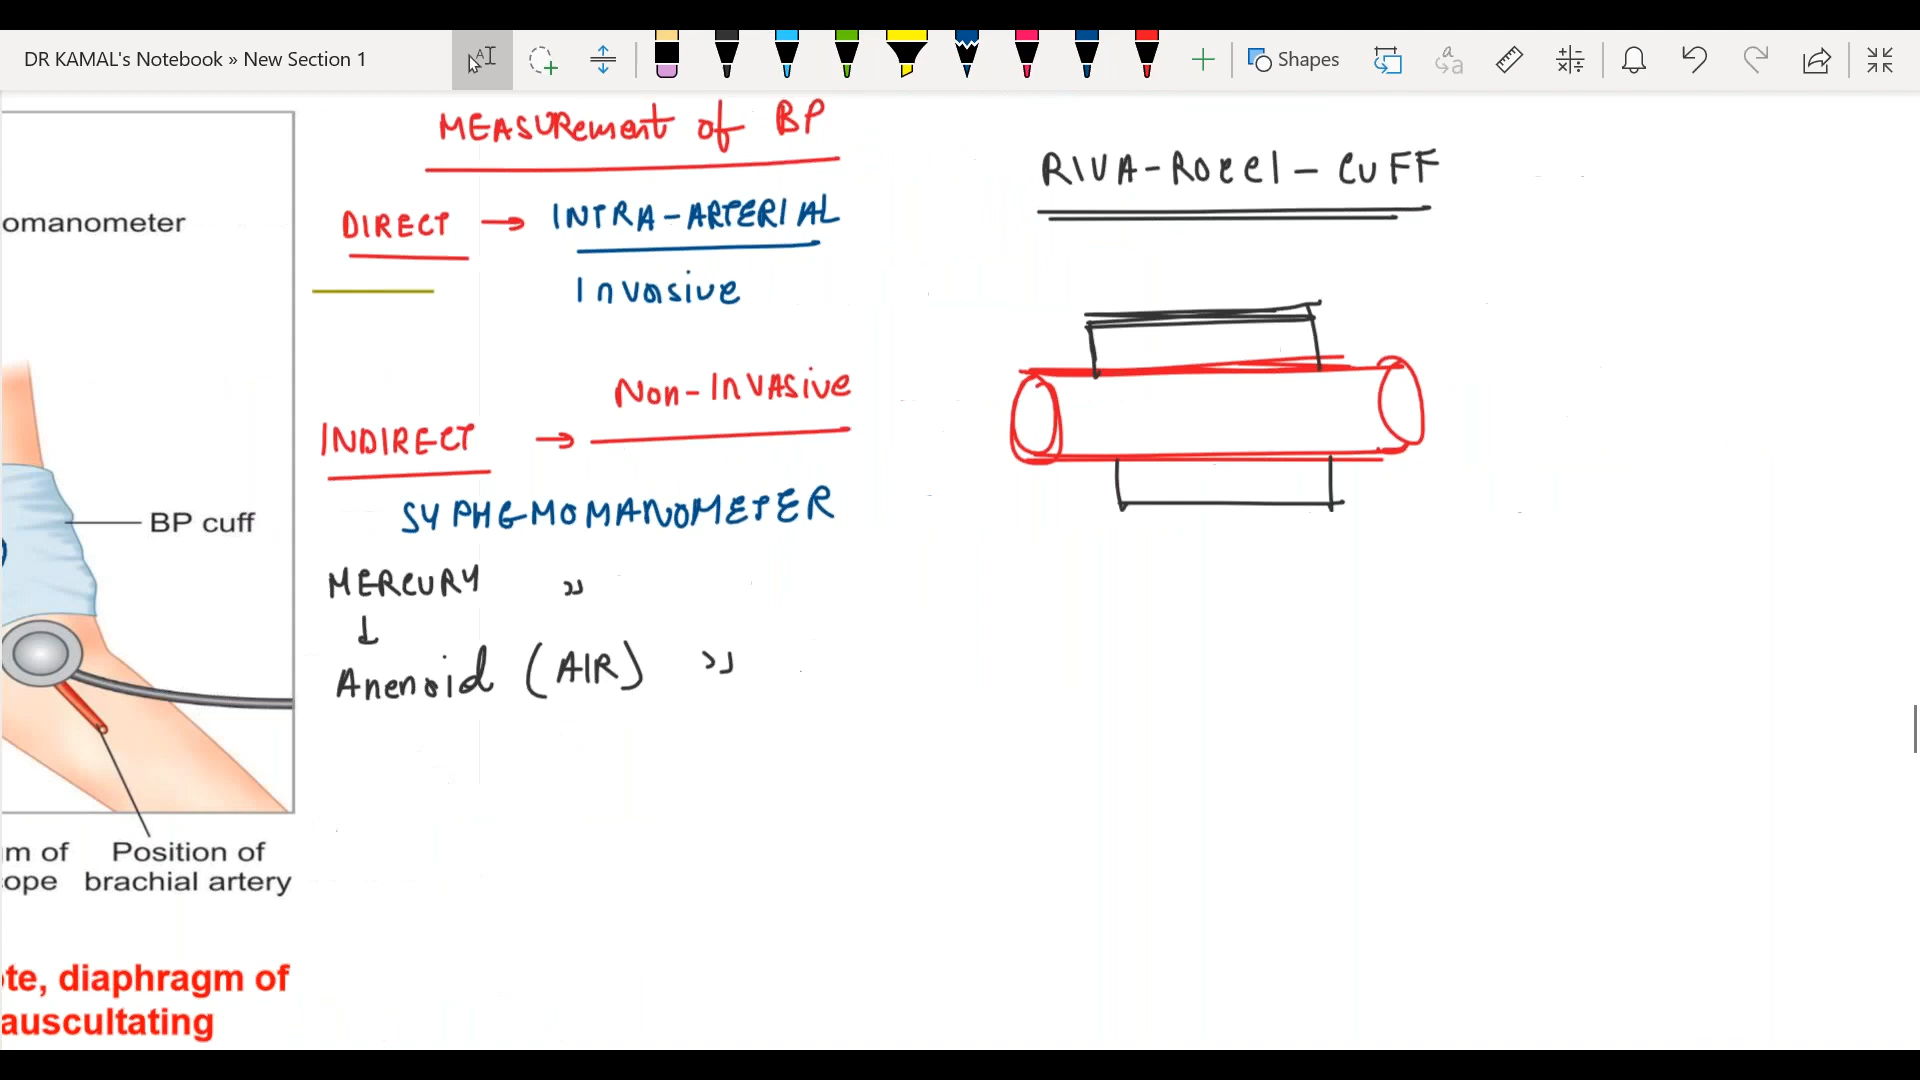 DR KAMAL's Notebook » New Section 1
Shapes
MEASURement of BP
DIRECT → INTRA-ARTERIAL
Invasive
Non-INVASive
INDIRECT →
SYPHGMOMANOMETER
MERCURY "
↓
Anenoid (AIR) "
RIVA-Rocci-CUFF
omanometer
BP cuff
m of
ope
Position of
brachial artery
te, diaphragm of
auscultating